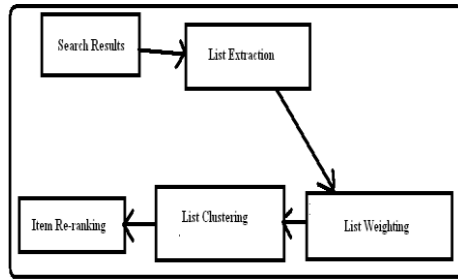 Search Results
List Extraction
List Weighting
List Clustering
Item Re-ranking